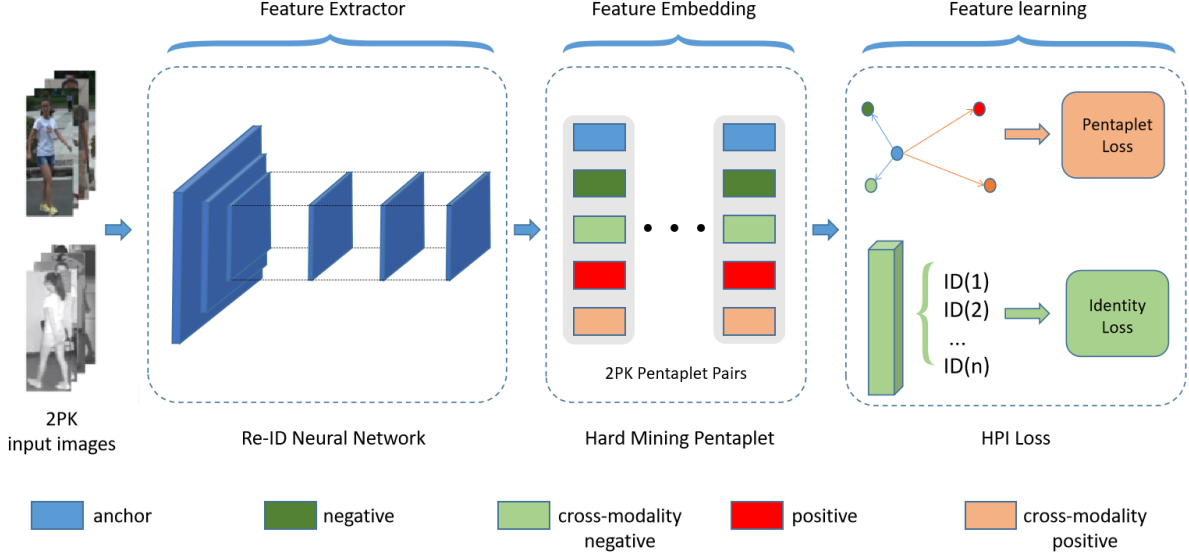 Feature Extractor
Feature Embedding
Feature learning
Pentaplet
Loss
ID(1)
ID(2)
...
ID(n)
Identity
Loss
2PK Pentaplet Pairs
2PK
input images
Re-ID Neural Network
Hard Mining Pentaplet
HPI Loss
anchor
negative
cross-modality
negative
positive
cross-modality
positive